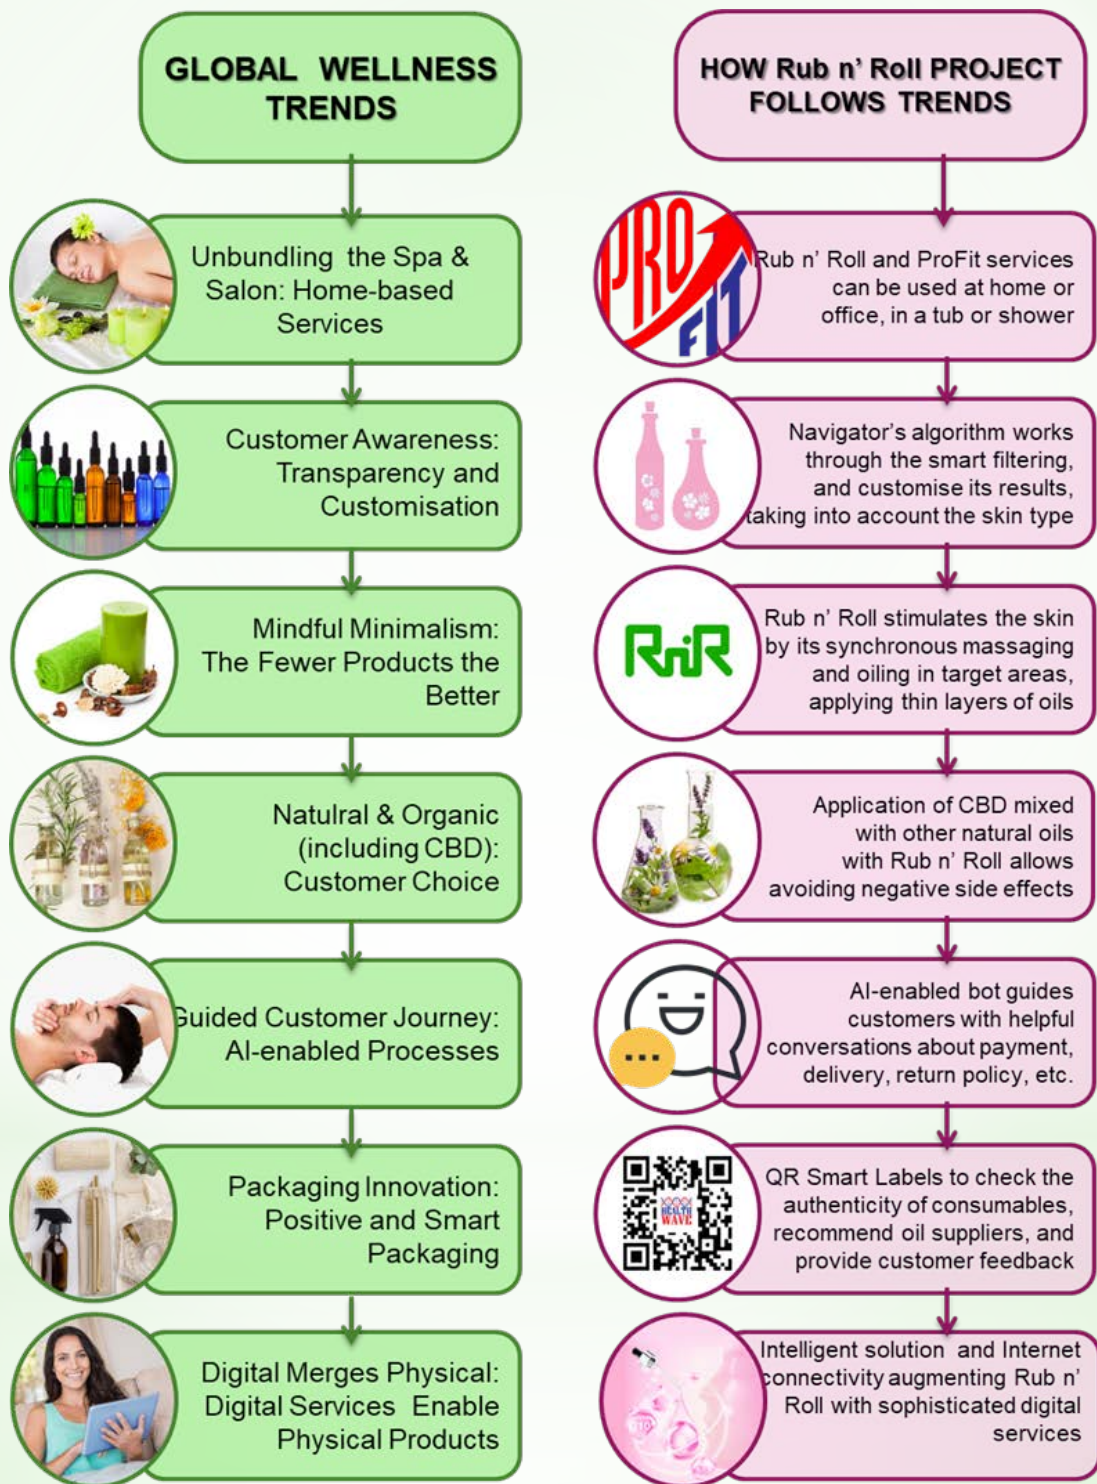 GLOBAL WELLNESS
TRENDS
Unbundling the Spa &
Salon: Home-based
Services
Customer Awareness:
Transparency and
Customisation
Mindful Minimalism:
The Fewer Products the
Better
Natulral & Organic
(including CBD):
Customer Choice
Guided Customer Journey:
AI-enabled Processes
Packaging Innovation:
Positive and Smart
Packaging
Digital Merges Physical:
Digital Services Enable
Physical Products
HOW Rub n' Roll PROJECT
FOLLOWS TRENDS
PRO
FIT
Rub n' Roll and ProFit services
can be used at home or
office, in a tub or shower
Navigator's algorithm works
through the smart filtering,
and customise its results,
taking into account the skin type
RnR
Rub n' Roll stimulates the skin
by its synchronous massaging
and oiling in target areas,
applying thin layers of oils
Application of CBD mixed
with other natural oils
with Rub n' Roll allows
avoiding negative side effects
AI-enabled bot guides
customers with helpful
conversations about payment,
delivery, return policy, etc.
HEALTH
WAVE
QR Smart Labels to check the
authenticity of consumables,
recommend oil suppliers, and
provide customer feedback
Intelligent solution and Internet
connectivity augmenting Rub n'
Roll with sophisticated digital
services